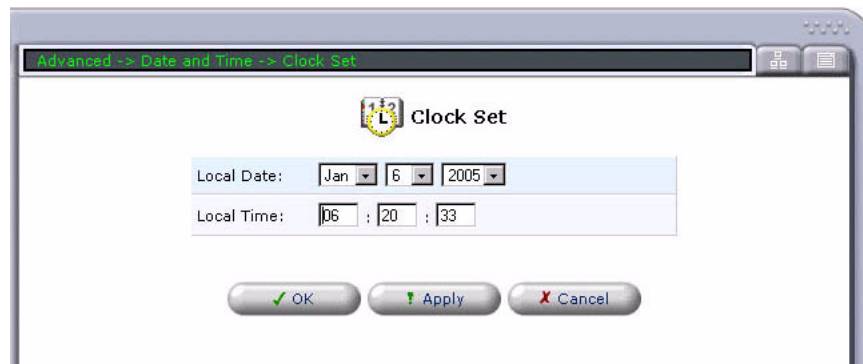 Advanced -> Date and Time -> Clock Set
Clock Set
Local Date: Jan 6 2005
Local Time: 06 : 20 : 33
OK Apply Cancel